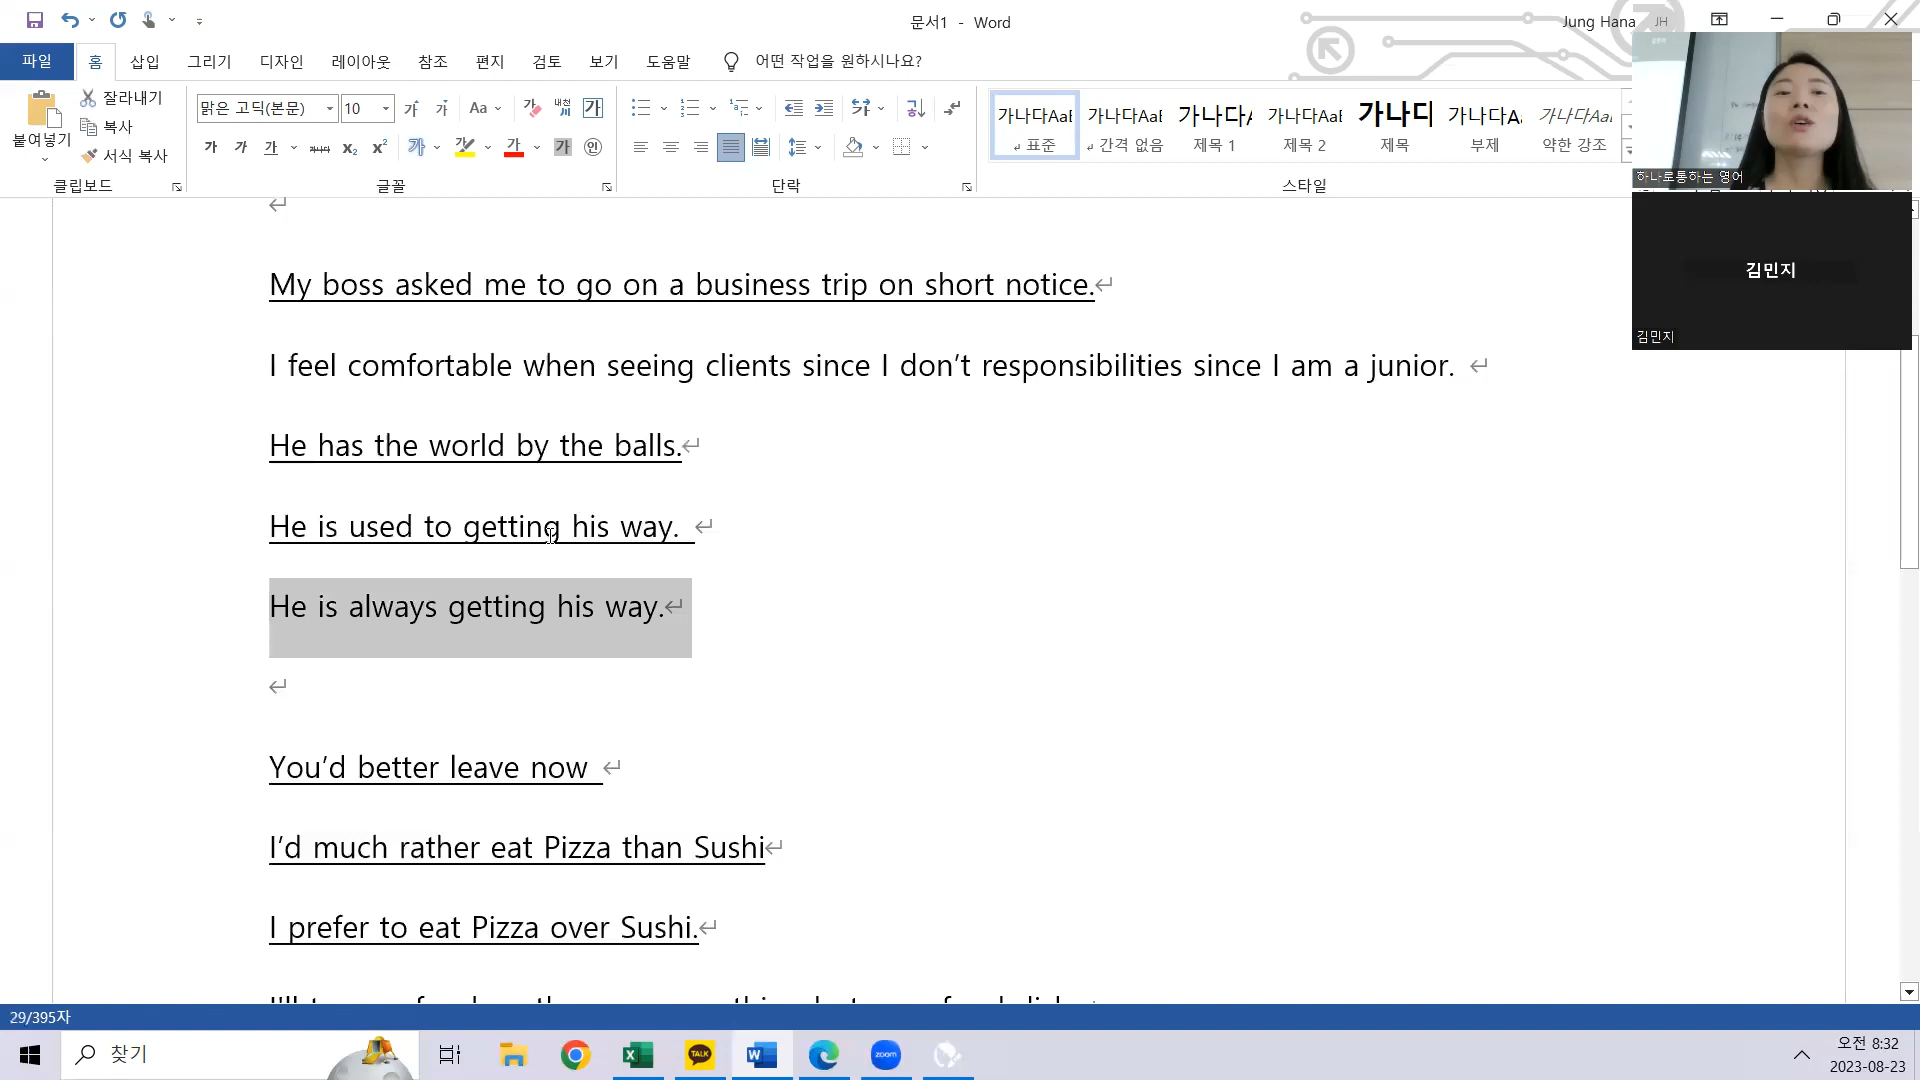 문서1 - Word
Jung Hana JH
파일 홈 삽입 그리기 디자인 레이아웃 참조 편지 검토 보기 도움말 어떤 작업을 원하시나요?
붙여넣기
잘라내기
복사
서식 복사
클립보드
맑은 고딕(본문) 10
글꼴
단락
가나다AaB 가나다AaB 가나다A 가나다AaB 가나다 가나다Aa 가나다Aa
표준 간격 없음 제목 1 제목 2 제목 부제 약한 강조
스타일
하나로통하는 영어
김민지
김민지
My boss asked me to go on a business trip on short notice.
I feel comfortable when seeing clients since I don’t responsibilities since I am a junior.
He has the world by the balls.
He is used to getting his way.
He is always getting his way.
You’d better leave now
I’d much rather eat Pizza than Sushi
I prefer to eat Pizza over Sushi.
29/395자
찾기
TALK
zoom
오전 8:32
2023-08-23